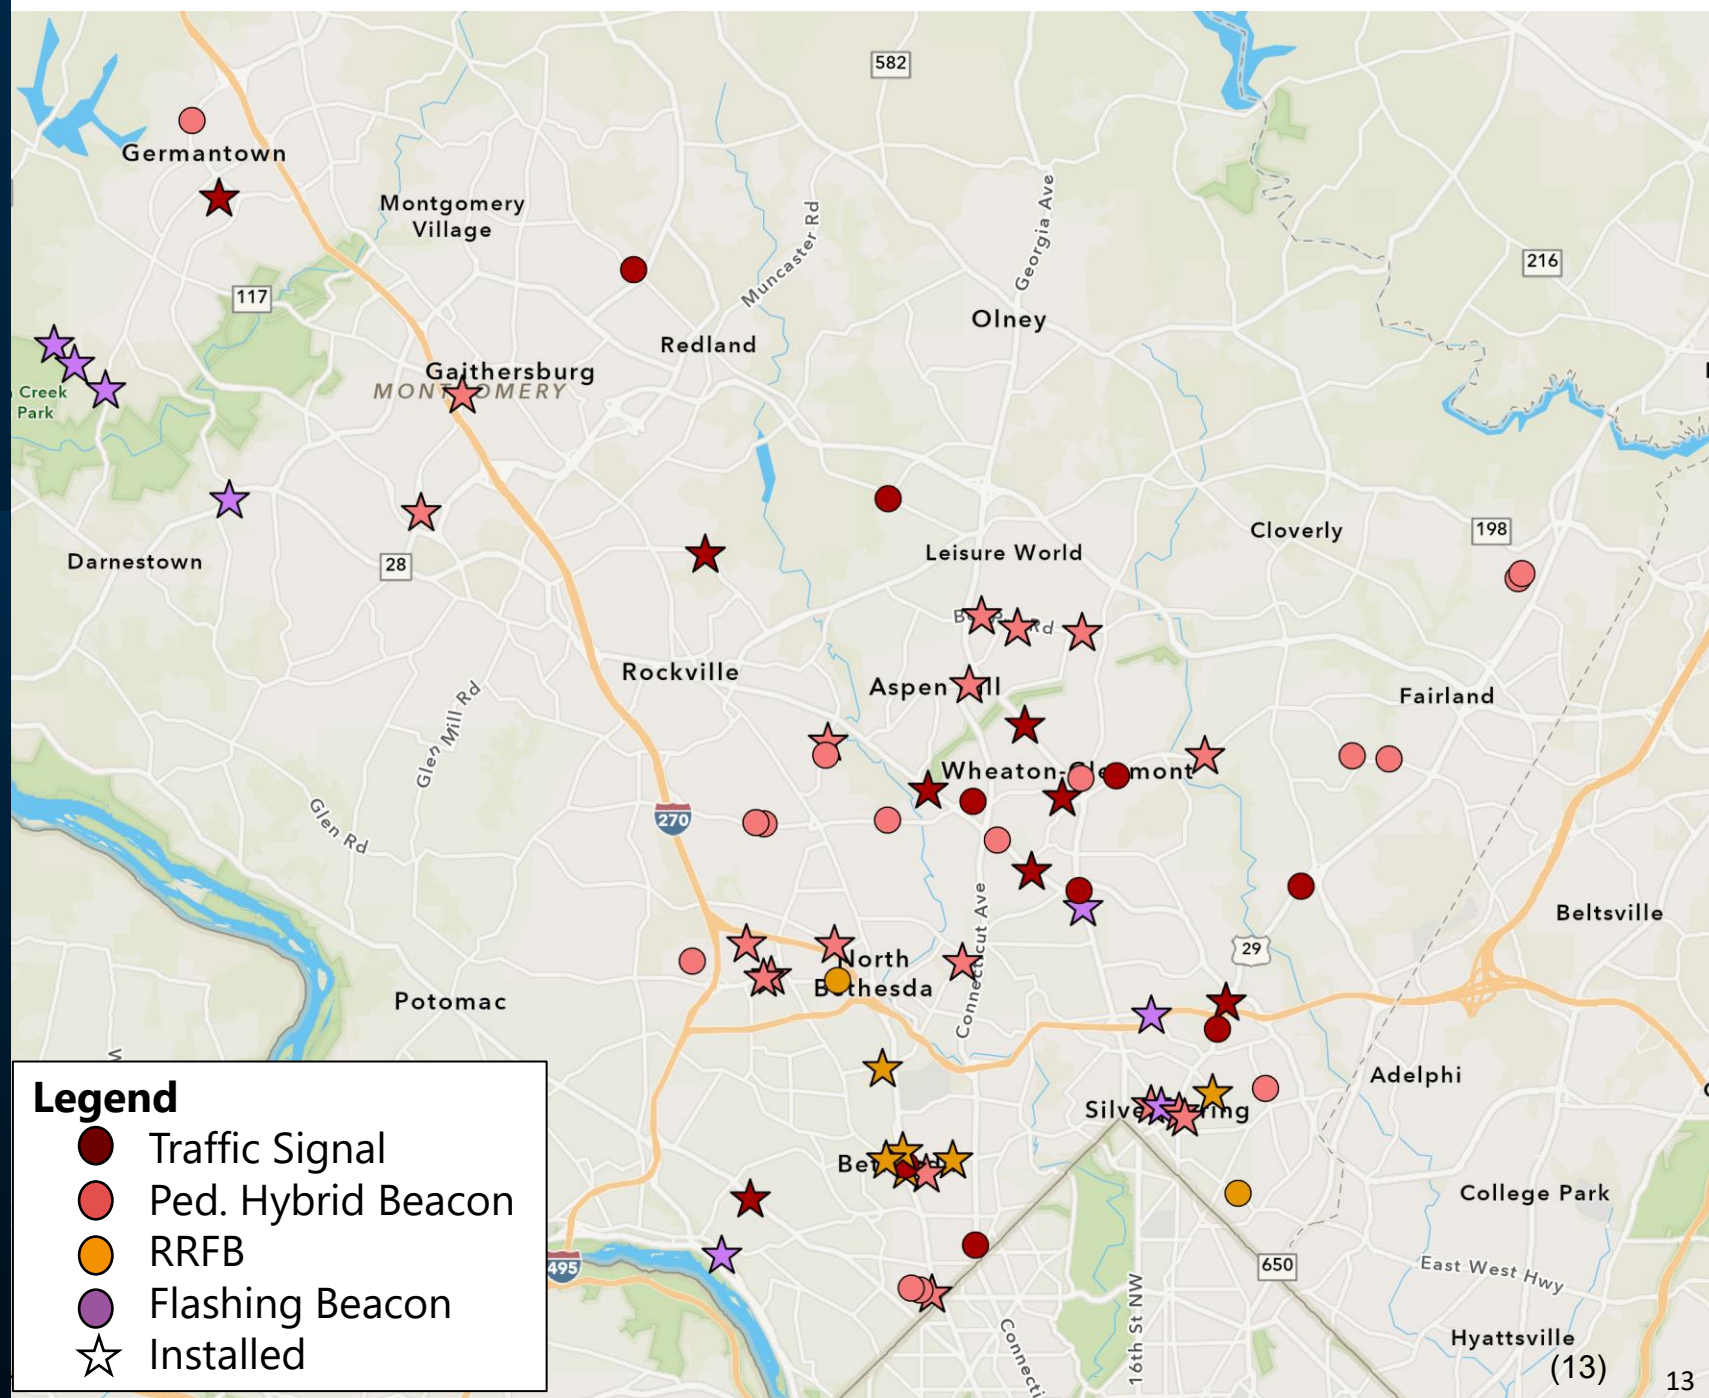 582
Germantown
Montgomery
Village
Muncaster Rd
Georgia Ave
216
117
Olney
Redland
Gaithersburg
MONTGOMERY
Creek
Park
Cloverly
198
Leisure World
Darnestown
28
Rd
Rockville
Aspen Hill
Fairland
Glen Mill Rd
Wheaton-Glenmont
Glen Rd
270
Connecticut Ave
Beltsville
29
North
Bethesda
Potomac
W
Adelphi
Silver Spring
Bethesda
College Park
650
East West Hwy
495
16th St NW
Connecti
Hyattsville
Legend
Traffic Signal
Ped. Hybrid Beacon
RRFB
Flashing Beacon
Installed
(13)
13